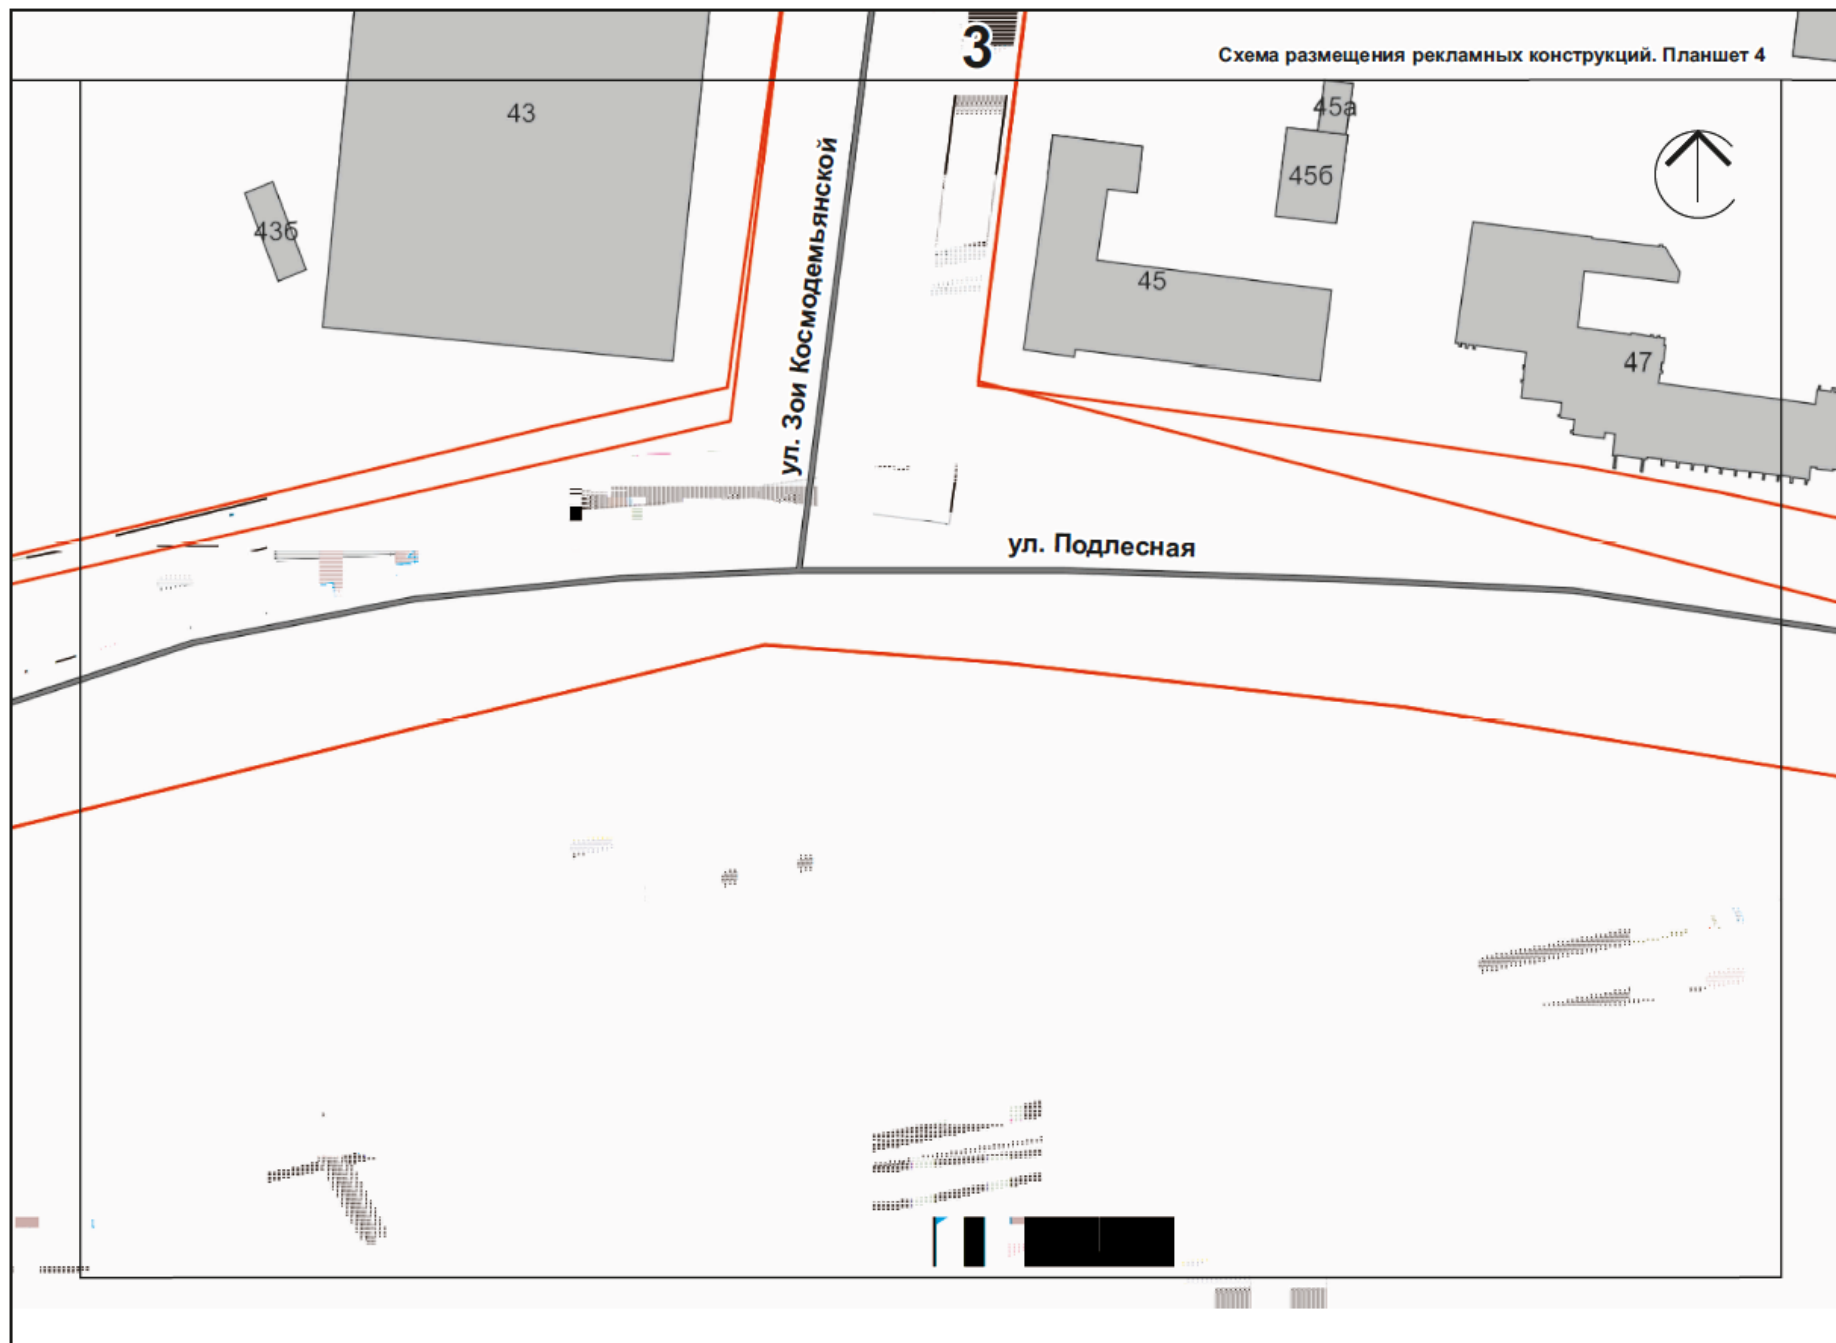 3
Схема размещения рекламных конструкций. Планшет 4
43
45а
45б
43б
45
47
ул. Зои Космодемьянской
ул. Подлесная